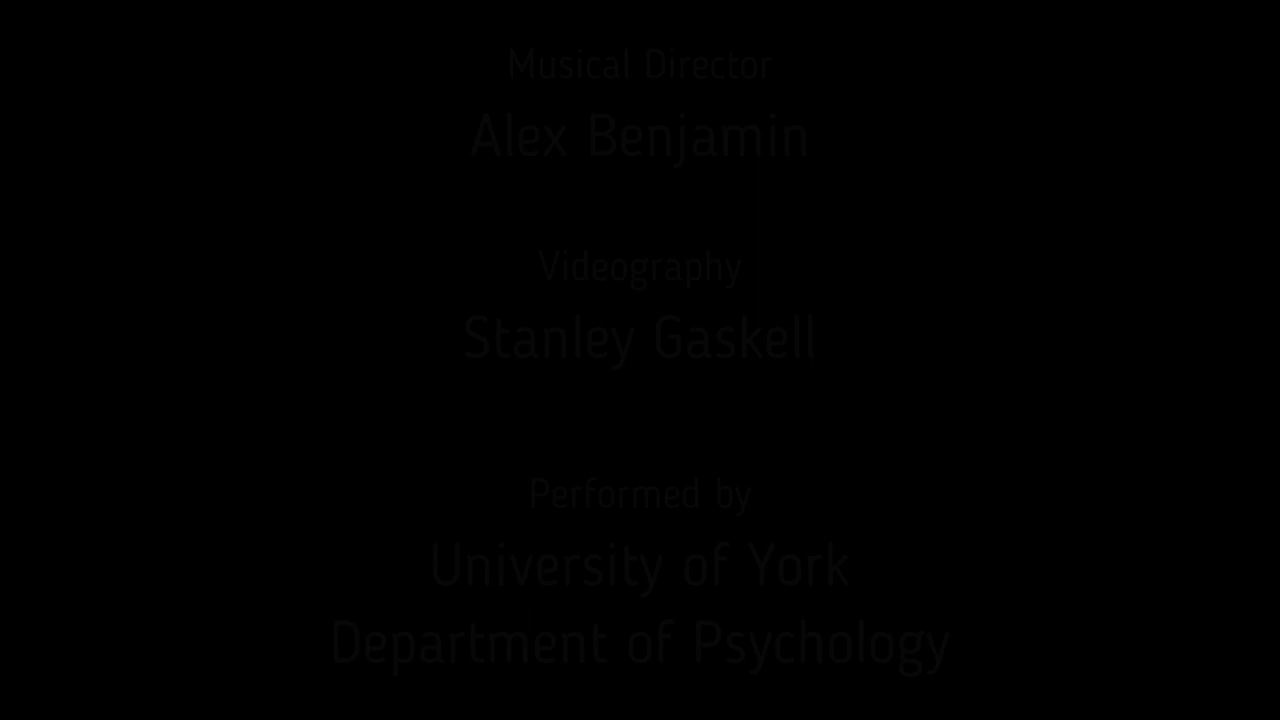 Musical Director
Alex Benjamin
Videography
Stanley Gaskell
Performed by
University of York
Department of Psychology